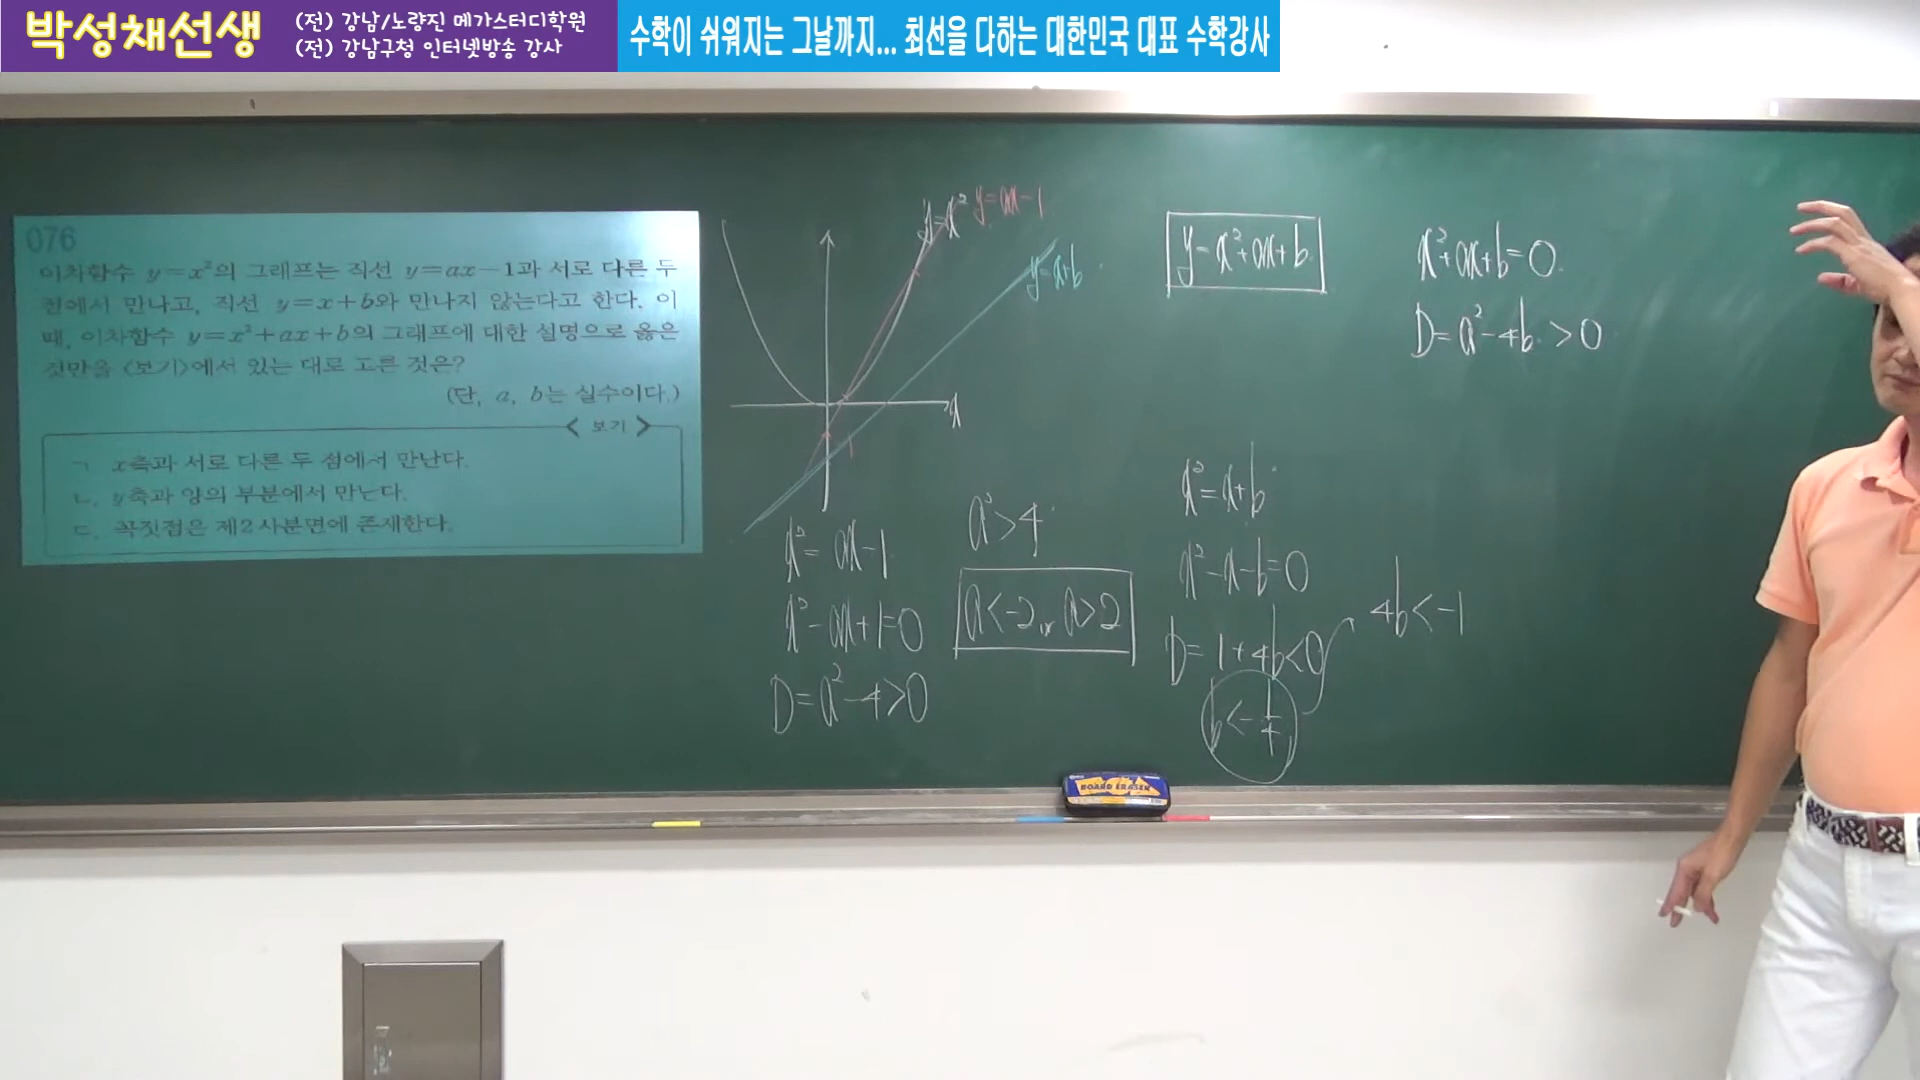 박성채선생
(전) 강남/노량진 메가스터디학원
(전) 강남구청 인터넷방송 강사
수학이 쉬워지는 그날까지... 최선을 다하는 대한민국 대표 수학강사
076
이차함수 y=x²의 그래프는 직선 y=ax-1과 서로 다른 두
점에서 만나고, 직선 y=x+b와 만나지 않는다고 한다. 이
때, 이차함수 y=x²+ax+b의 그래프에 대한 설명으로 옳은
것만을 <보기>에서 있는 대로 고른 것은?
(단, a, b는 실수이다.)
< 보기 >
ㄱ. x축과 서로 다른 두 점에서 만난다.
ㄴ. y축과 양의 부분에서 만난다.
ㄷ. 꼭짓점은 제2사분면에 존재한다.
y=x²
y=ax-1
y=x+b
x
x²=ax-1
x²-ax+1=0
D=a²-4>0
a²>4
a<-2 or a>2
y=x²+ax+b
x²=x+b
x²-x-b=0
D=1+4b<0
b<-1/4
4b<-1
x²+ax+b=0
D=a²-4b>0
BOARD ERASER